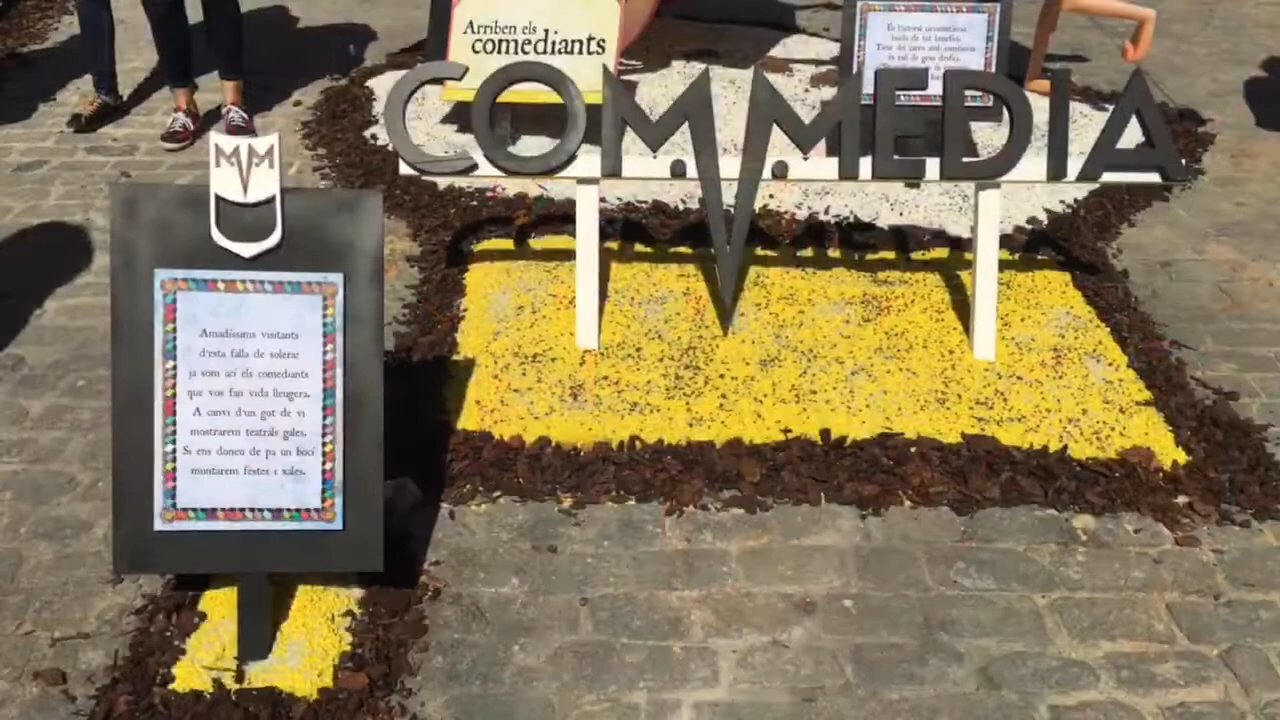 Arriben els
comediants
COMMEDIA
MM
Amadíssims visitants
d'esta falla de solera:
ja som ací els comediants
que vos fan vida lleugera.
A canvi d'un got de vi
mostrarem teatrals gales.
Si ens doneu de pa un bocí
muntarem festes i xales.